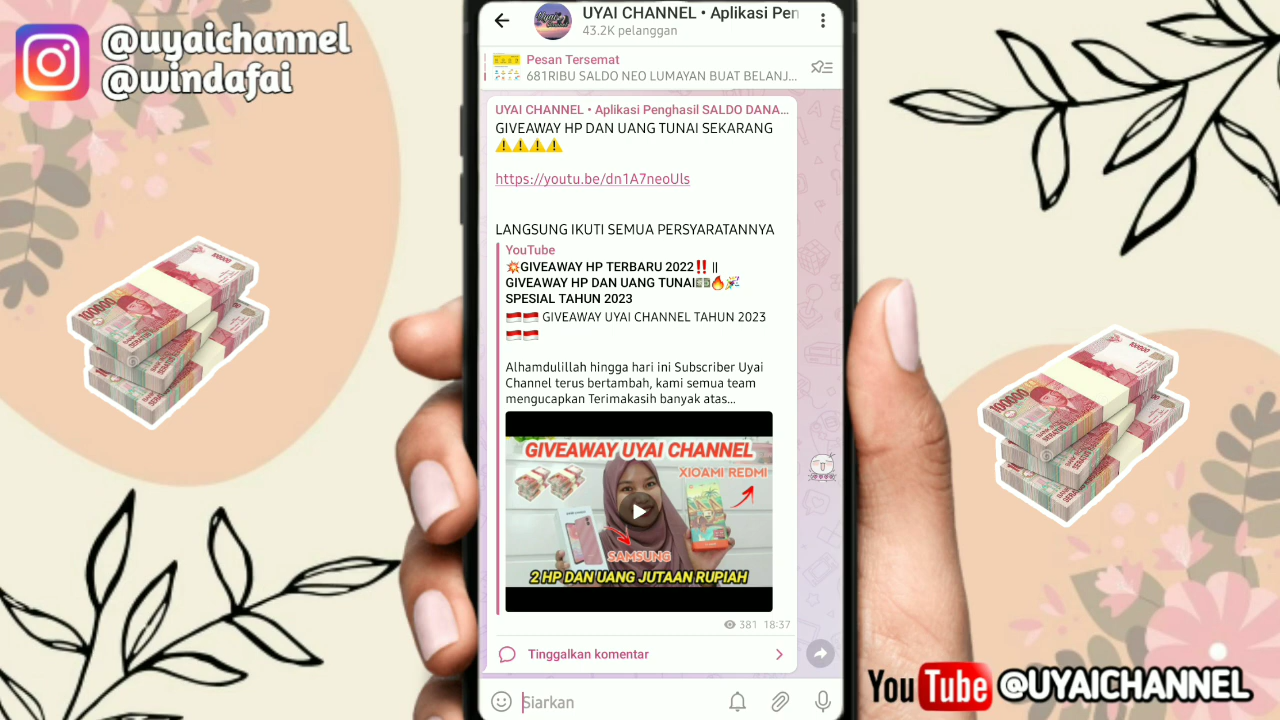 @uyaichannel
@windafai
UYAI CHANNEL • Aplikasi Pen
43.2K pelanggan
Pesan Tersemat
681RIBU SALDO NEO LUMAYAN BUAT BELANJ...
UYAI CHANNEL • Aplikasi Penghasil SALDO DANA...
GIVEAWAY HP DAN UANG TUNAI SEKARANG
⚠️⚠️⚠️⚠️
https://youtu.be/dn1A7neoUls
LANGSUNG IKUTI SEMUA PERSYARATANNYA
YouTube
💥GIVEAWAY HP TERBARU 2022‼️ ||
GIVEAWAY HP DAN UANG TUNAI💵🔥🎉
SPESIAL TAHUN 2023
🇮🇩🇮🇩 GIVEAWAY UYAI CHANNEL TAHUN 2023
🇮🇩🇮🇩
Alhamdulillah hingga hari ini Subscriber Uyai
Channel terus bertambah, kami semua team
mengucapkan Terimakasih banyak atas...
GIVEAWAY UYAI CHANNEL
XIOAMI REDMI
SAMSUNG
2 HP DAN UANG JUTAAN RUPIAH
381 18:37
Tinggalkan komentar
Siarkan
100000
100000
YouTube @UYAICHANNEL